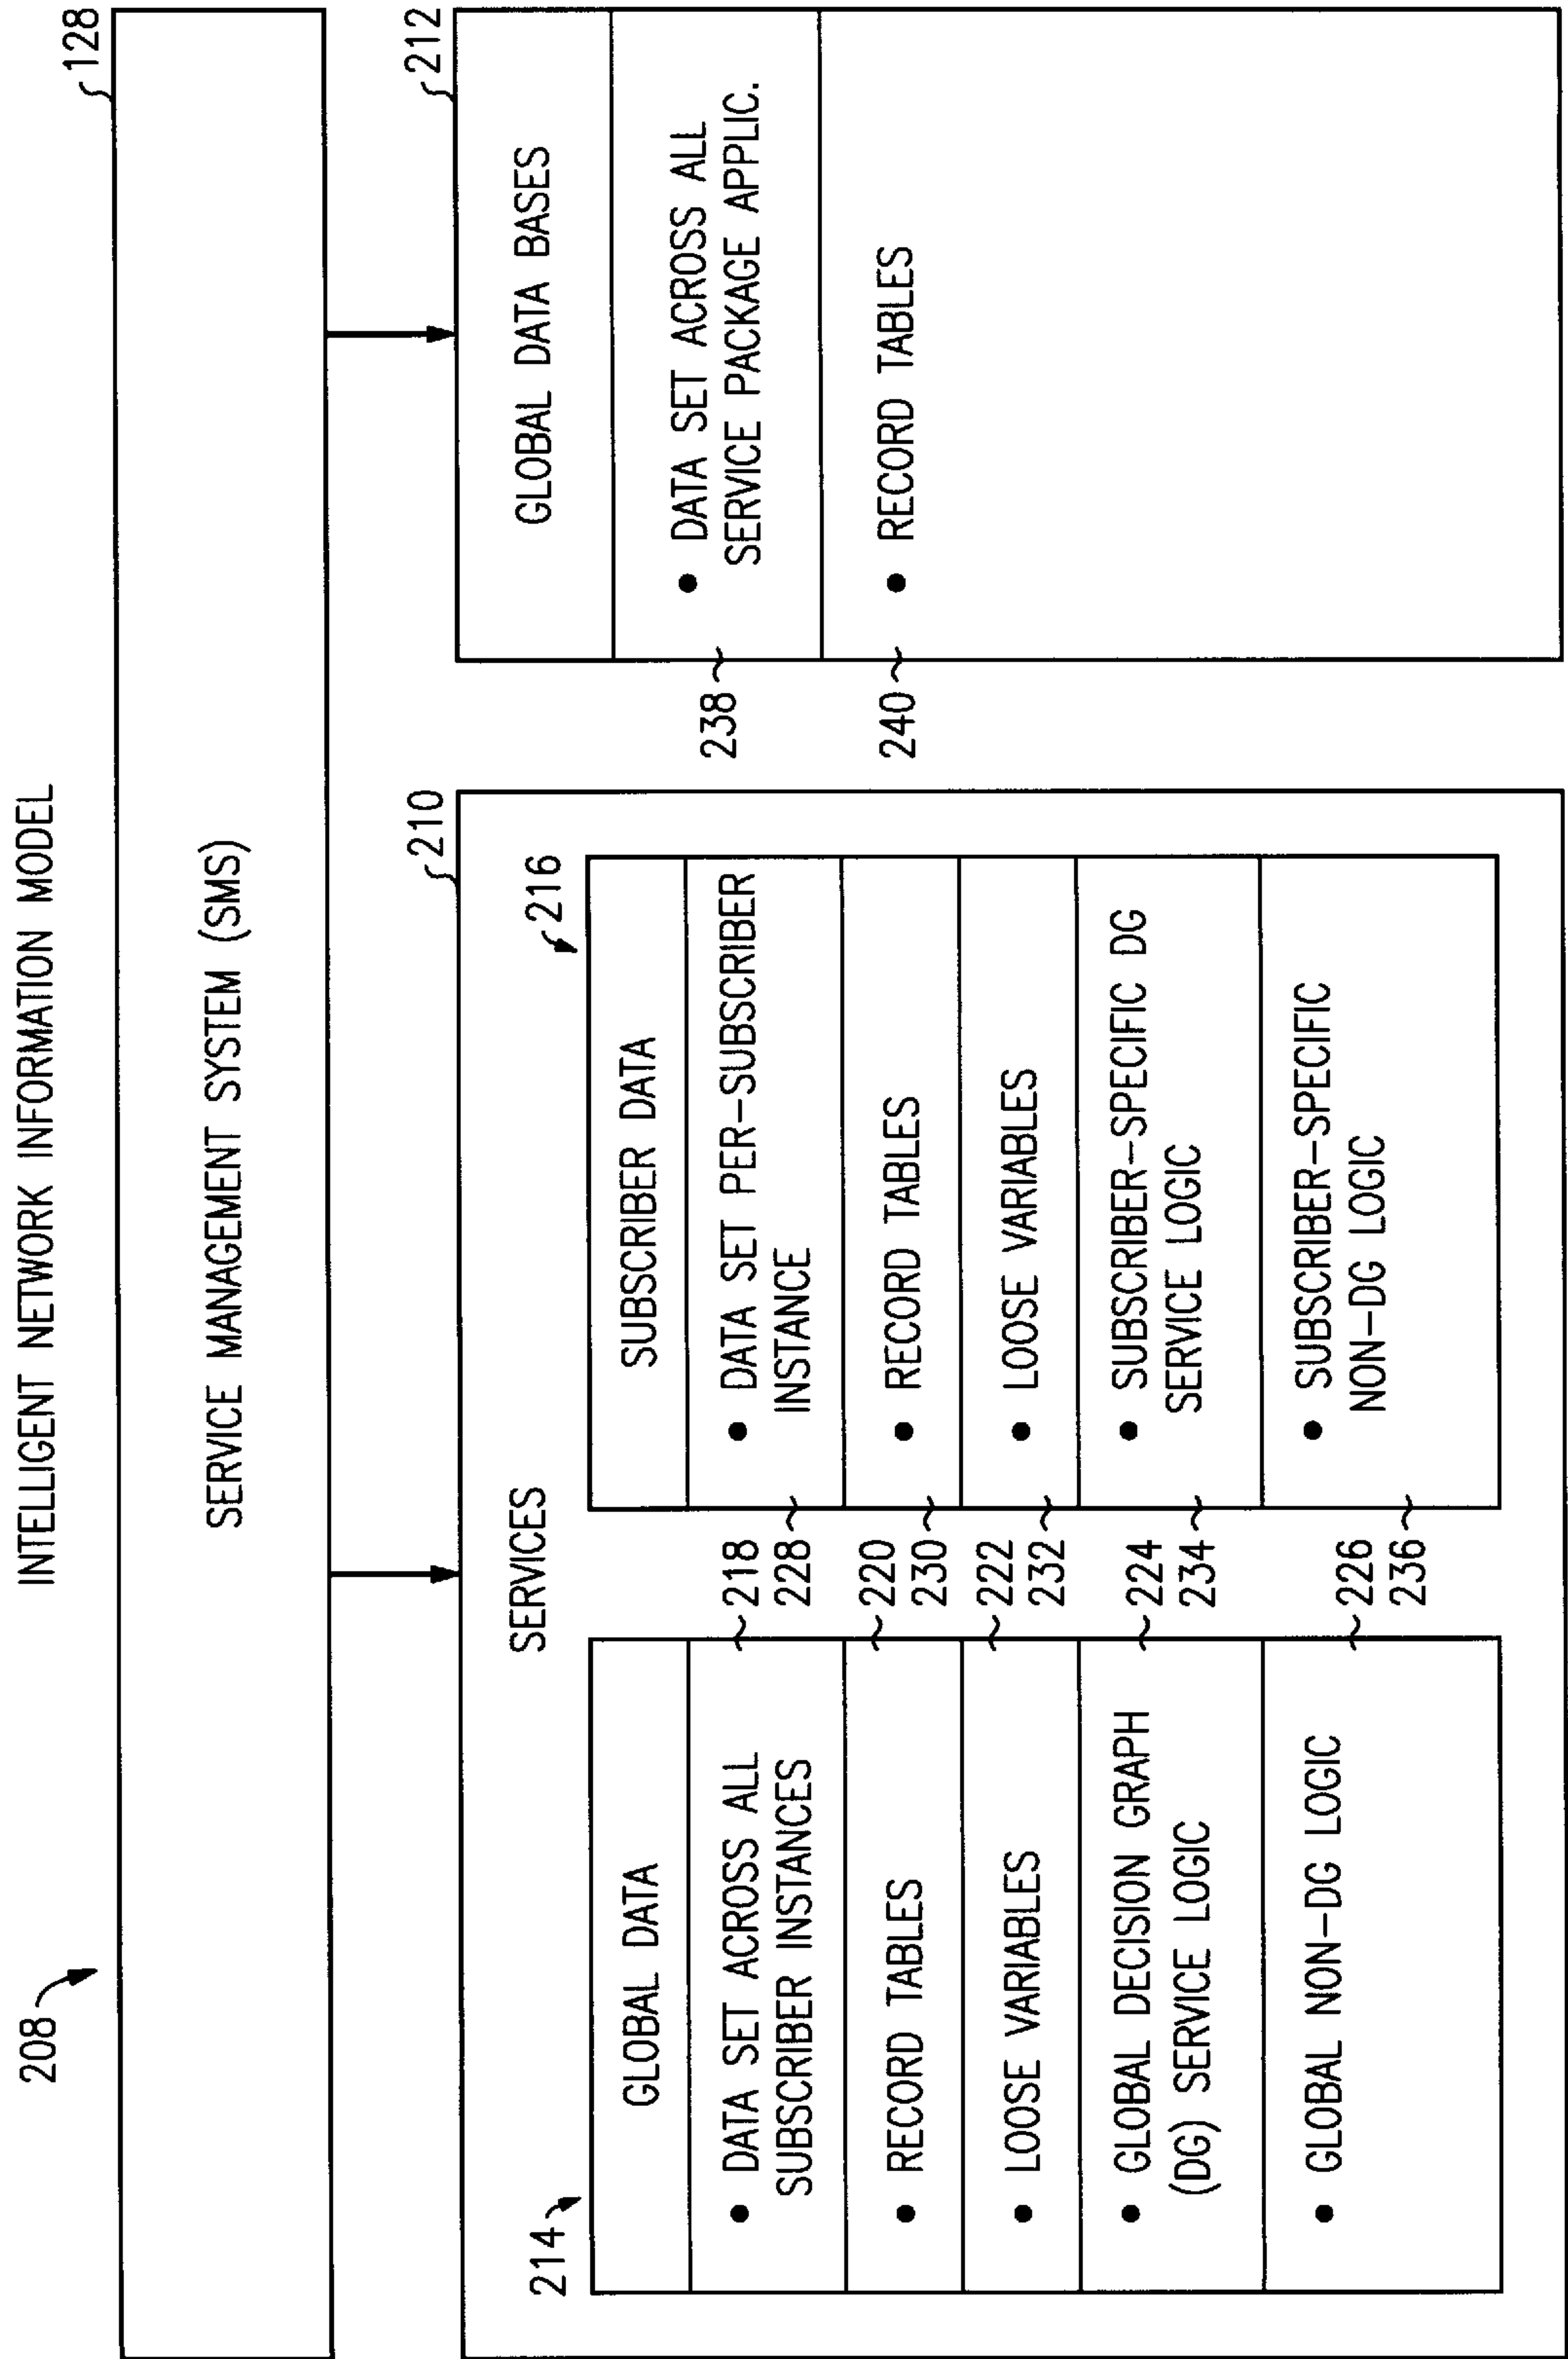 INTELLIGENT NETWORK INFORMATION MODEL
208
128
SERVICE MANAGEMENT SYSTEM (SMS)
210
SERVICES
214
GLOBAL DATA
• DATA SET ACROSS ALL
SUBSCRIBER INSTANCES
• RECORD TABLES
• LOOSE VARIABLES
• GLOBAL DECISION GRAPH
(DG) SERVICE LOGIC
• GLOBAL NON-DG LOGIC
218
228
220
230
222
232
224
234
226
236
216
SUBSCRIBER DATA
• DATA SET PER-SUBSCRIBER
INSTANCE
• RECORD TABLES
• LOOSE VARIABLES
• SUBSCRIBER-SPECIFIC DG
SERVICE LOGIC
• SUBSCRIBER-SPECIFIC
NON-DG LOGIC
212
GLOBAL DATA BASES
238
• DATA SET ACROSS ALL
SERVICE PACKAGE APPLIC.
240
• RECORD TABLES